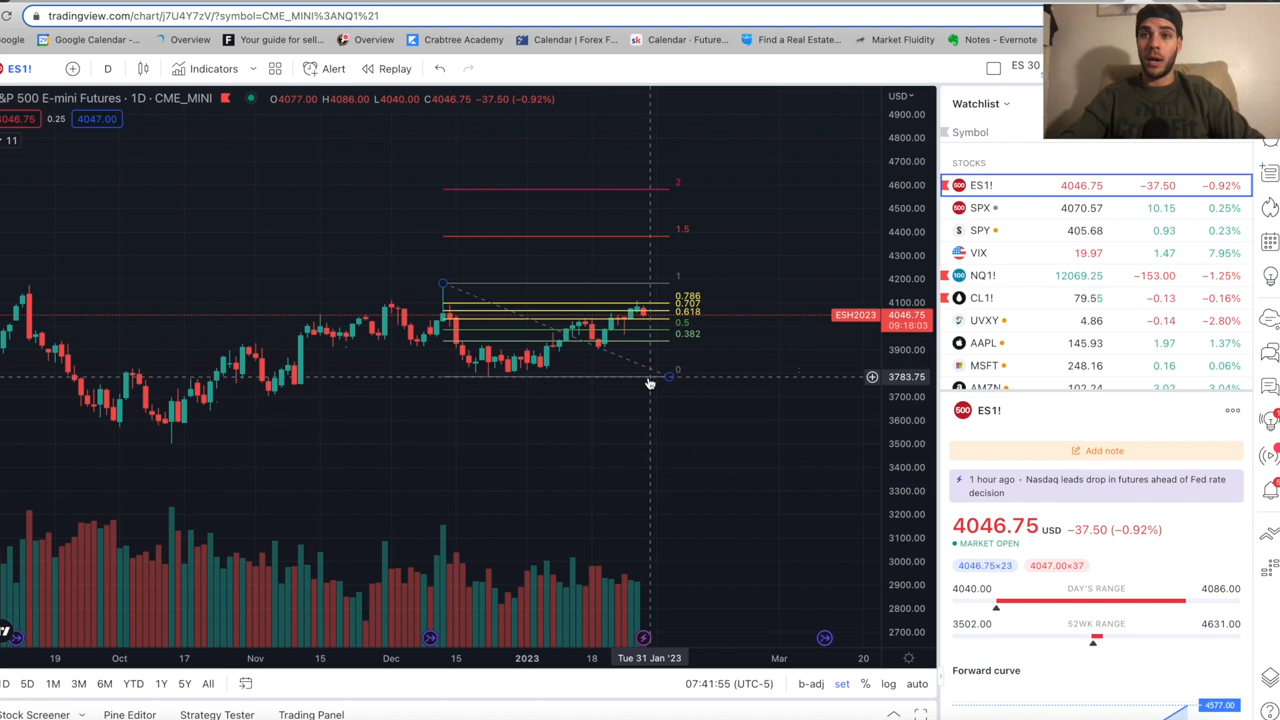 tradingview.com/chart/j7U4Y7zV/?symbol=CME_MINI%3ANQ1%21
oogle Google Calendar -... Overview Your guide for sell... Overview Crabtree Academy Calendar | Forex F... Calendar - Future... Find a Real Estate... Market Fluidity Notes - Evernote
ES1! D Indicators Alert Replay ES 30
&P 500 E-mini Futures · 1D · CME_MINI O4077.00 H4086.00 L4040.00 C4046.75 −37.50 (−0.92%) USD
4046.75 0.25 4047.00
11
4900.00
4800.00
4700.00
4600.00
4500.00
4400.00
4300.00
4200.00
4100.00
ESH2023 4046.75
09:18:03
3900.00
3783.75
3700.00
3600.00
3500.00
3400.00
3300.00
3200.00
3100.00
3000.00
2900.00
2800.00
2700.00
2
1.5
1
0.786
0.707
0.618
0.5
0.382
0
19 Oct 17 Nov 15 Dec 15 2023 18 Tue 31 Jan '23 Mar 20
D 5D 1M 3M 6M YTD 1Y 5Y All 07:41:55 (UTC-5) b-adj set % log auto
Stock Screener Pine Editor Strategy Tester Trading Panel
Watchlist
Symbol
STOCKS
ES1! 4046.75 −37.50 −0.92%
SPX 4070.57 10.15 0.25%
SPY 405.68 0.93 0.23%
VIX 19.97 1.47 7.95%
NQ1! 12069.25 −153.00 −1.25%
CL1! 79.55 −0.13 −0.16%
UVXY 4.86 −0.14 −2.80%
AAPL 145.93 1.97 1.37%
MSFT 248.16 0.16 0.06%
AMZN 102.24 3.02 3.04%
ES1!
Add note
1 hour ago · Nasdaq leads drop in futures ahead of Fed rate
decision
4046.75 USD −37.50 (−0.92%)
MARKET OPEN
4046.75×23 4047.00×37
4040.00 DAY'S RANGE 4086.00
3502.00 52WK RANGE 4631.00
Forward curve
4577.00